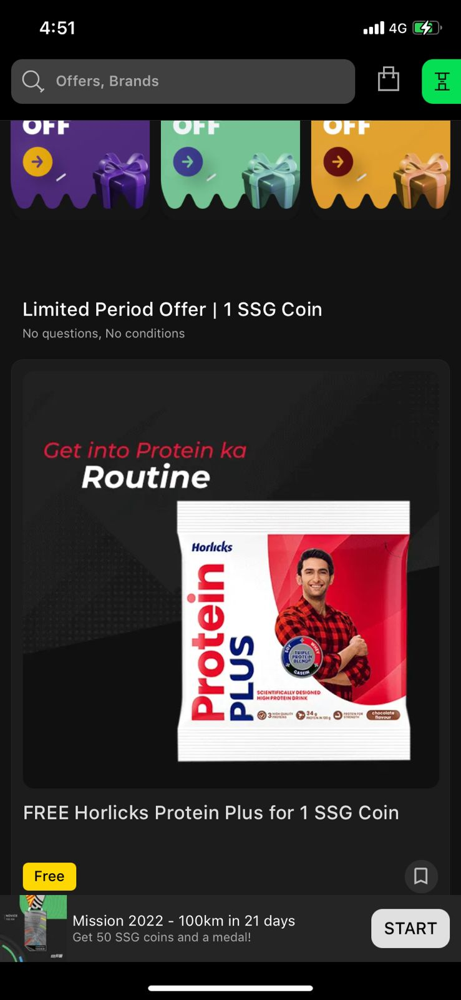 4:51
4G
Offers, Brands
OFF
OFF
OFF
Limited Period Offer | 1 SSG Coin
No questions, No conditions
Get into Protein ka
Routine
Horlicks
Protein
PLUS
SOY
WHEY
TRIPLE
PROTEIN
BLEND
CASEIN
SCIENTIFICALLY DESIGNED
HIGH PROTEIN DRINK
3 HIGH QUALITY
PROTEINS
34 g
PROTEIN IN 100 g
PROTEIN FOR
STRENGTH
chocolate
flavour
FREE Horlicks Protein Plus for 1 SSG Coin
Free
Mission 2022 - 100km in 21 days
Get 50 SSG coins and a medal!
START